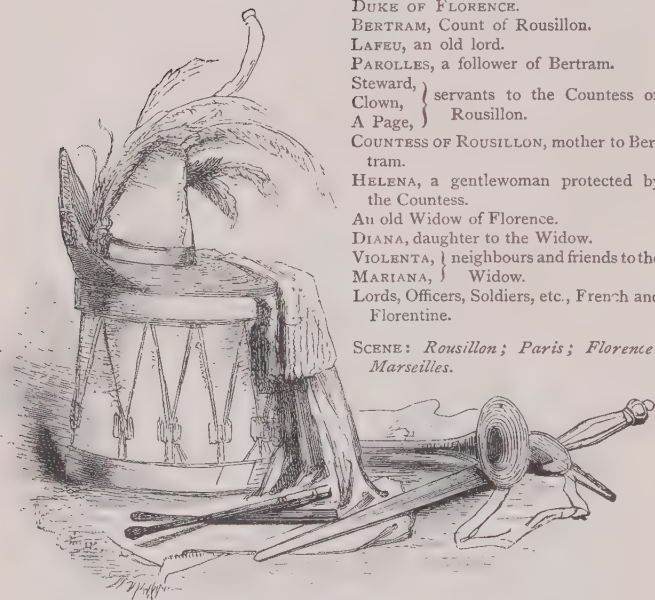 DUKE OF FLORENCE.
BERTRAM, Count of Rousillon.
LAFEU, an old lord.
PAROLLES, a follower of Bertram.
Steward,
Clown, } servants to the Countess of
A Page, Rousillon.
COUNTESS OF ROUSILLON, mother to Ber
tram.
HELENA, a gentlewoman protected by
the Countess.
An old Widow of Florence.
DIANA, daughter to the Widow.
VIOLENTA, } neighbours and friends to the
MARIANA, } Widow.
Lords, Officers, Soldiers, etc., French and
Florentine.
SCENE: Rousillon; Paris; Florence
Marseilles.